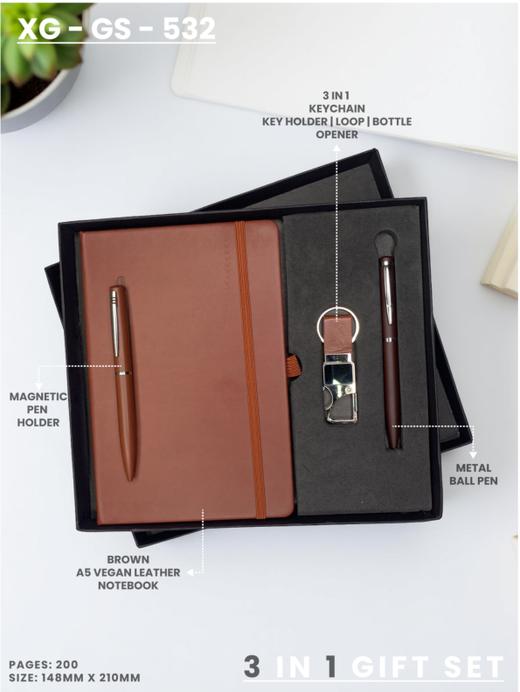 XG - GS - 532
3 IN 1
KEYCHAIN
KEY HOLDER | LOOP | BOTTLE
OPENER
MAGNETIC
PEN
HOLDER
METAL
BALL PEN
BROWN
A5 VEGAN LEATHER
NOTEBOOK
PAGES: 200
SIZE: 148MM X 210MM
3 IN 1 GIFT SET